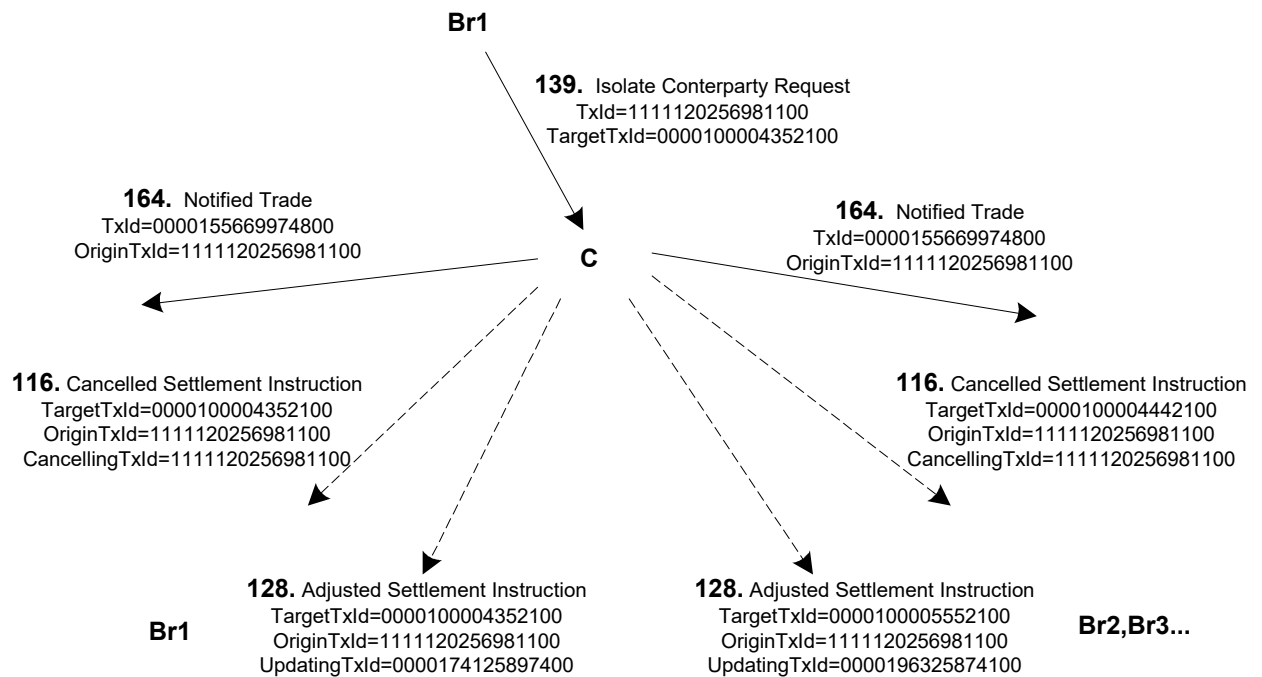 Br1
139. Isolate Conterparty Request
TxId=1111120256981100
TargetTxId=0000100004352100
164. Notified Trade
TxId=0000155669974800
OriginTxId=1111120256981100
164. Notified Trade
TxId=0000155669974800
OriginTxId=1111120256981100
C
116. Cancelled Settlement Instruction
TargetTxId=0000100004352100
OriginTxId=1111120256981100
CancellingTxId=1111120256981100
116. Cancelled Settlement Instruction
TargetTxId=0000100004442100
OriginTxId=1111120256981100
CancellingTxId=1111120256981100
128. Adjusted Settlement Instruction
TargetTxId=0000100004352100
OriginTxId=1111120256981100
UpdatingTxId=0000174125897400
Br1
128. Adjusted Settlement Instruction
TargetTxId=0000100005552100
OriginTxId=1111120256981100
UpdatingTxId=0000196325874100
Br2,Br3...